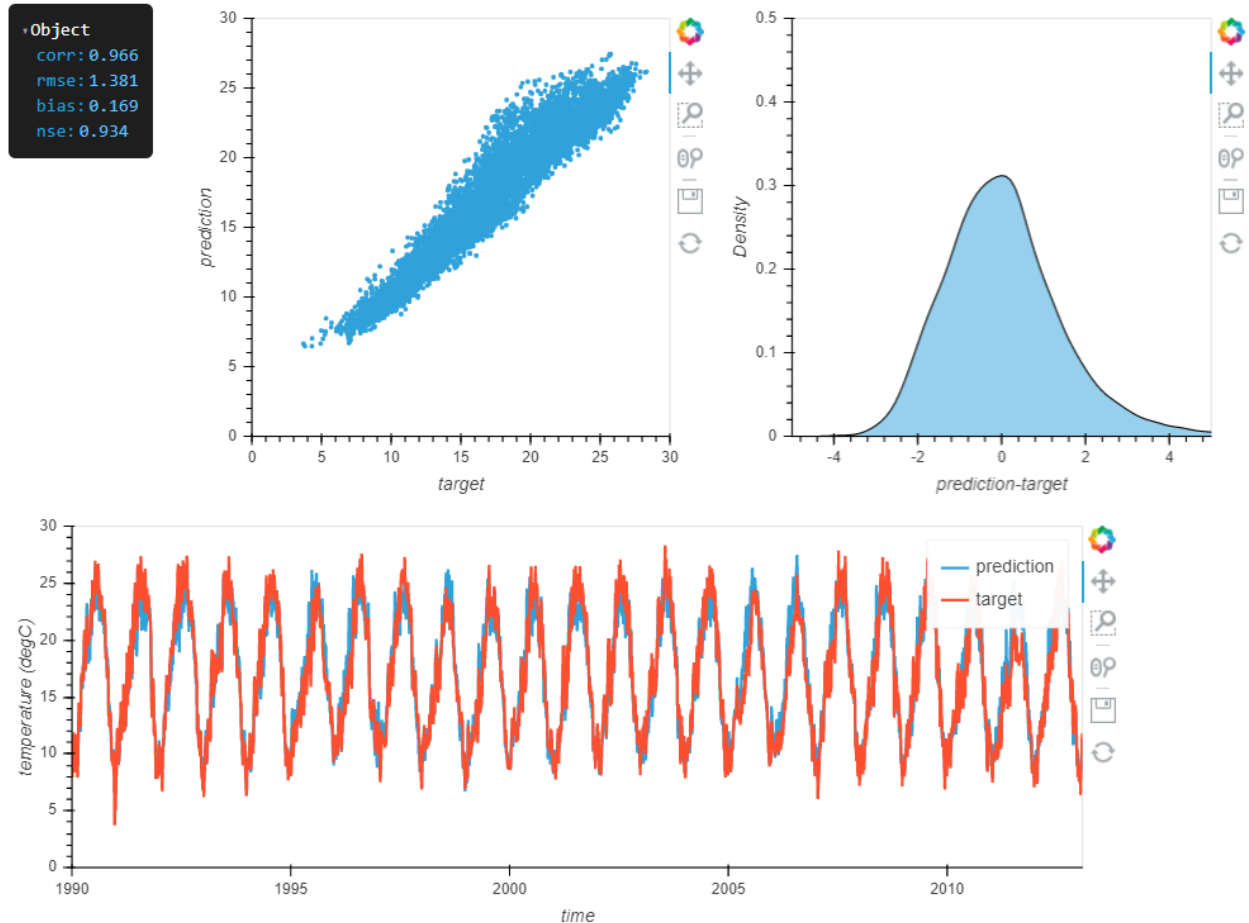 ▾Object
corr: 0.966
rmse: 1.381
bias: 0.169
nse: 0.934
30
25
20
15
10
5
0
prediction
0 5 10 15 20 25 30
target
0.5
0.4
0.3
0.2
0.1
0
Density
-4 -2 0 2 4
prediction-target
30
25
20
15
10
5
0
temperature (degC)
prediction
target
1990 1995 2000 2005 2010
time